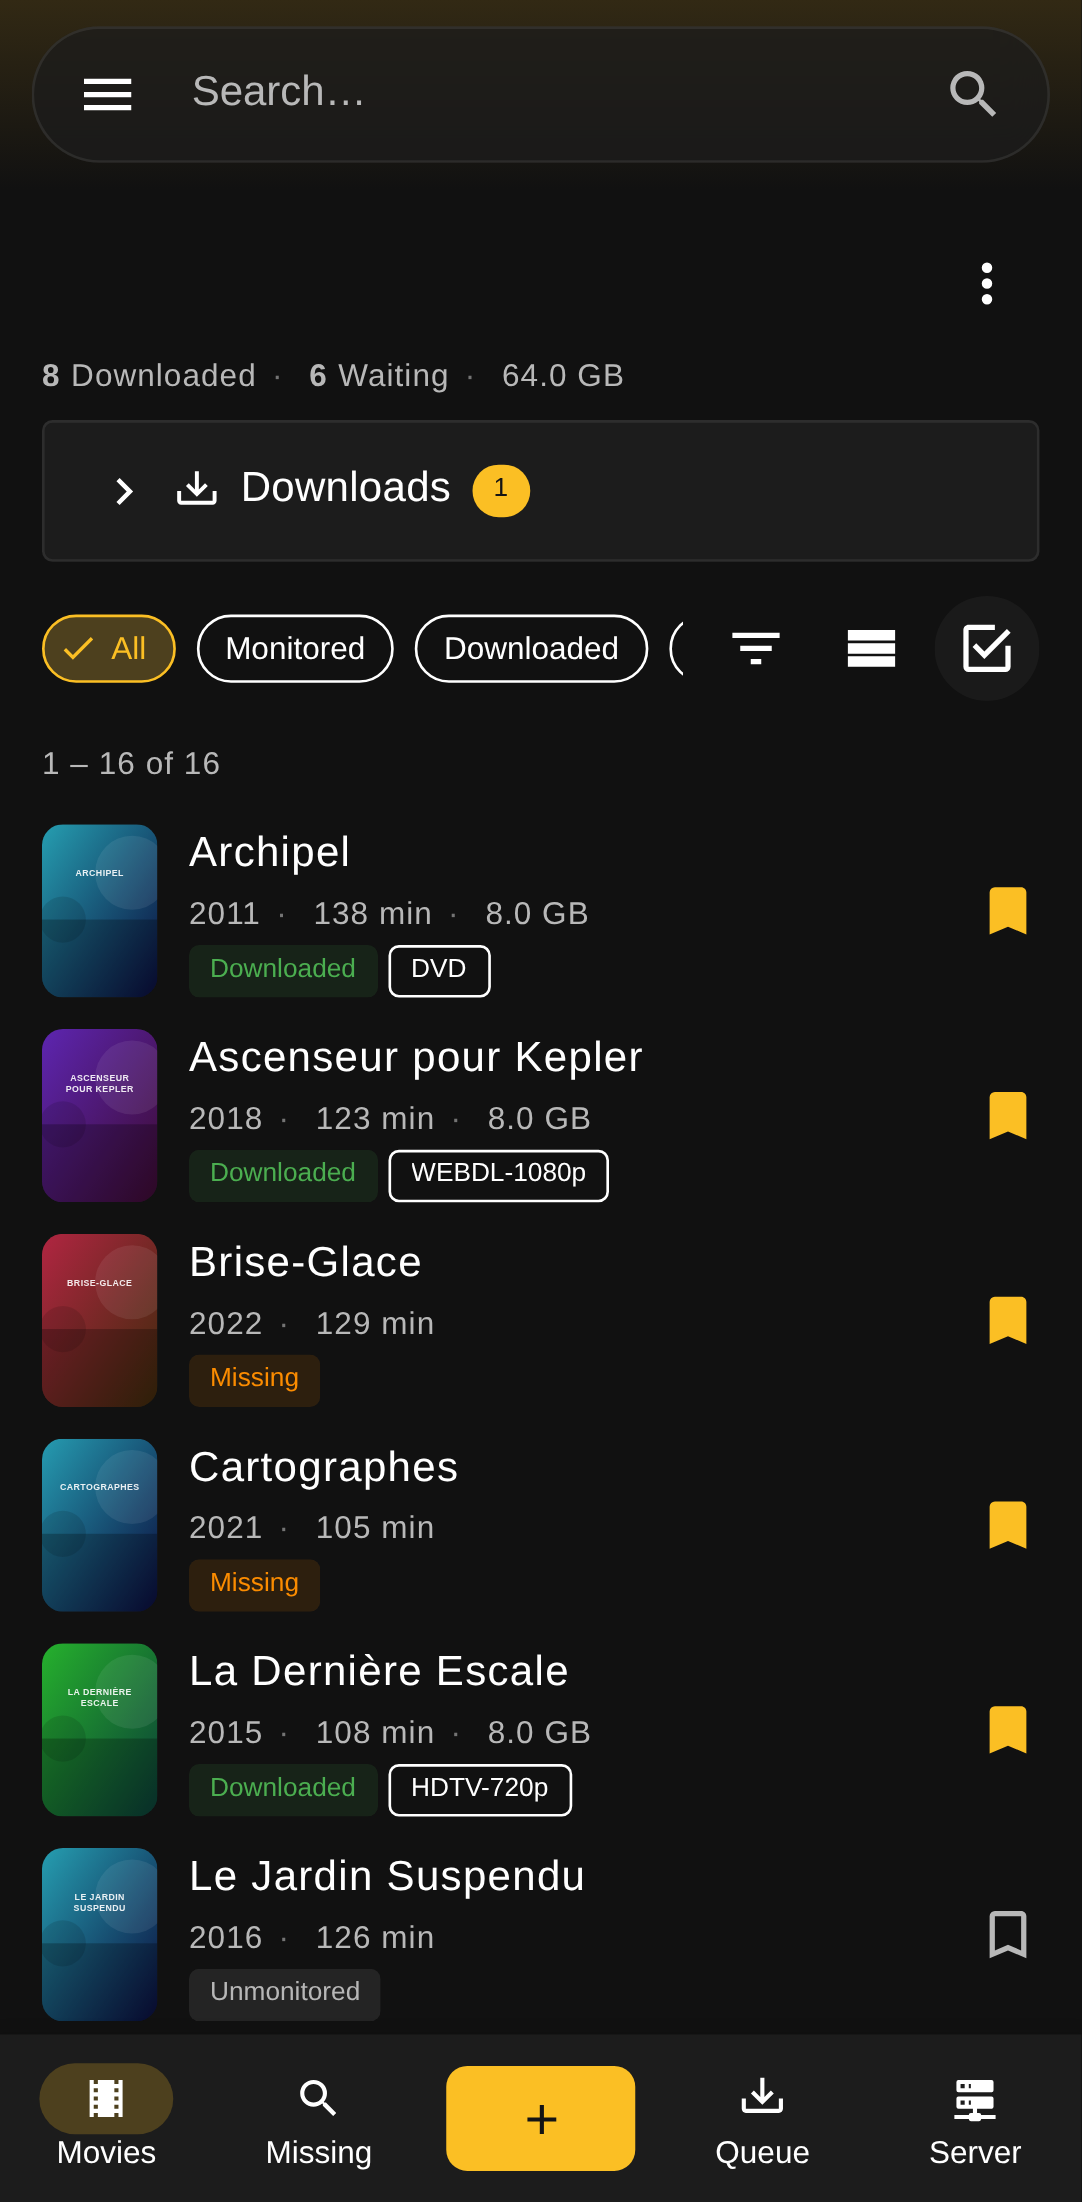 Search…
8 Downloaded · 6 Waiting · 64.0 GB
Downloads 1
All Monitored Downloaded
1 – 16 of 16
ARCHIPEL
Archipel
2011 · 138 min · 8.0 GB
Downloaded DVD
ASCENSEUR
POUR KEPLER
Ascenseur pour Kepler
2018 · 123 min · 8.0 GB
Downloaded WEBDL-1080p
BRISE-GLACE
Brise-Glace
2022 · 129 min
Missing
CARTOGRAPHES
Cartographes
2021 · 105 min
Missing
LA DERNIÈRE
ESCALE
La Dernière Escale
2015 · 108 min · 8.0 GB
Downloaded HDTV-720p
LE JARDIN
SUSPENDU
Le Jardin Suspendu
2016 · 126 min
Unmonitored
Movies Missing + Queue Server